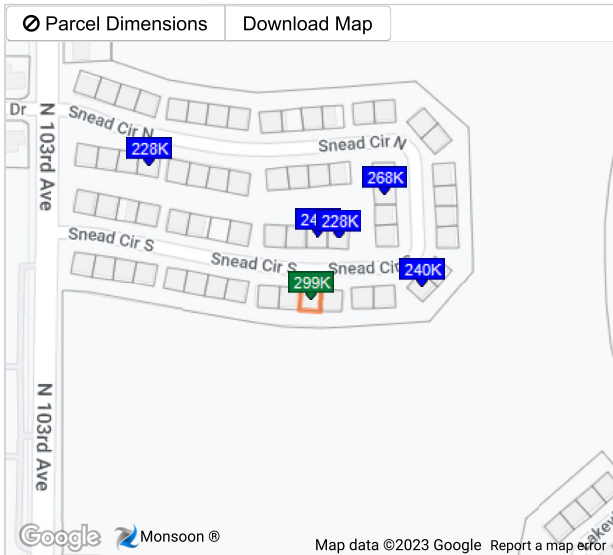 Parcel Dimensions
Download Map
Dr
N 103rd Ave
Snead Cir N
Snead Cir N
228K
268K
228K
Snead Cir S
Snead Cir S
Snead Cir
240K
299K
N 103rd Ave
Google
Monsoon ®
Map data ©2023 Google
Report a map error